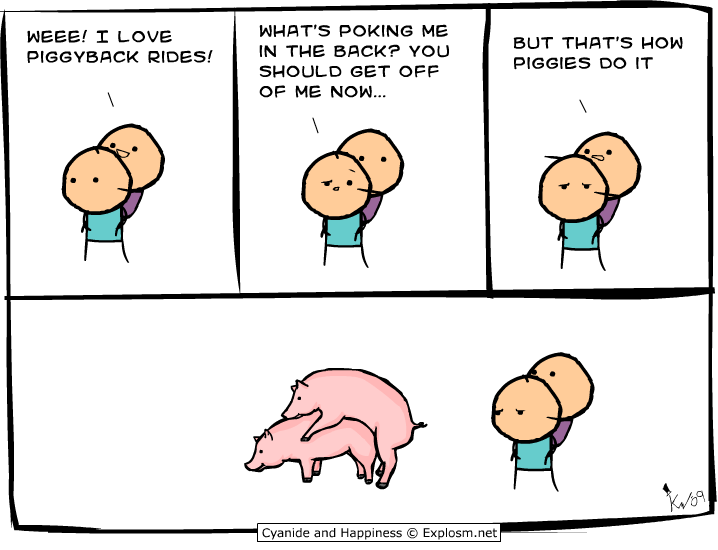 WEEE! I LOVE
PIGGYBACK RIDES!
WHAT'S POKING ME
IN THE BACK? YOU
SHOULD GET OFF
OF ME NOW...
BUT THAT'S HOW
PIGGIES DO IT
Cyanide and Happiness © Explosm.net